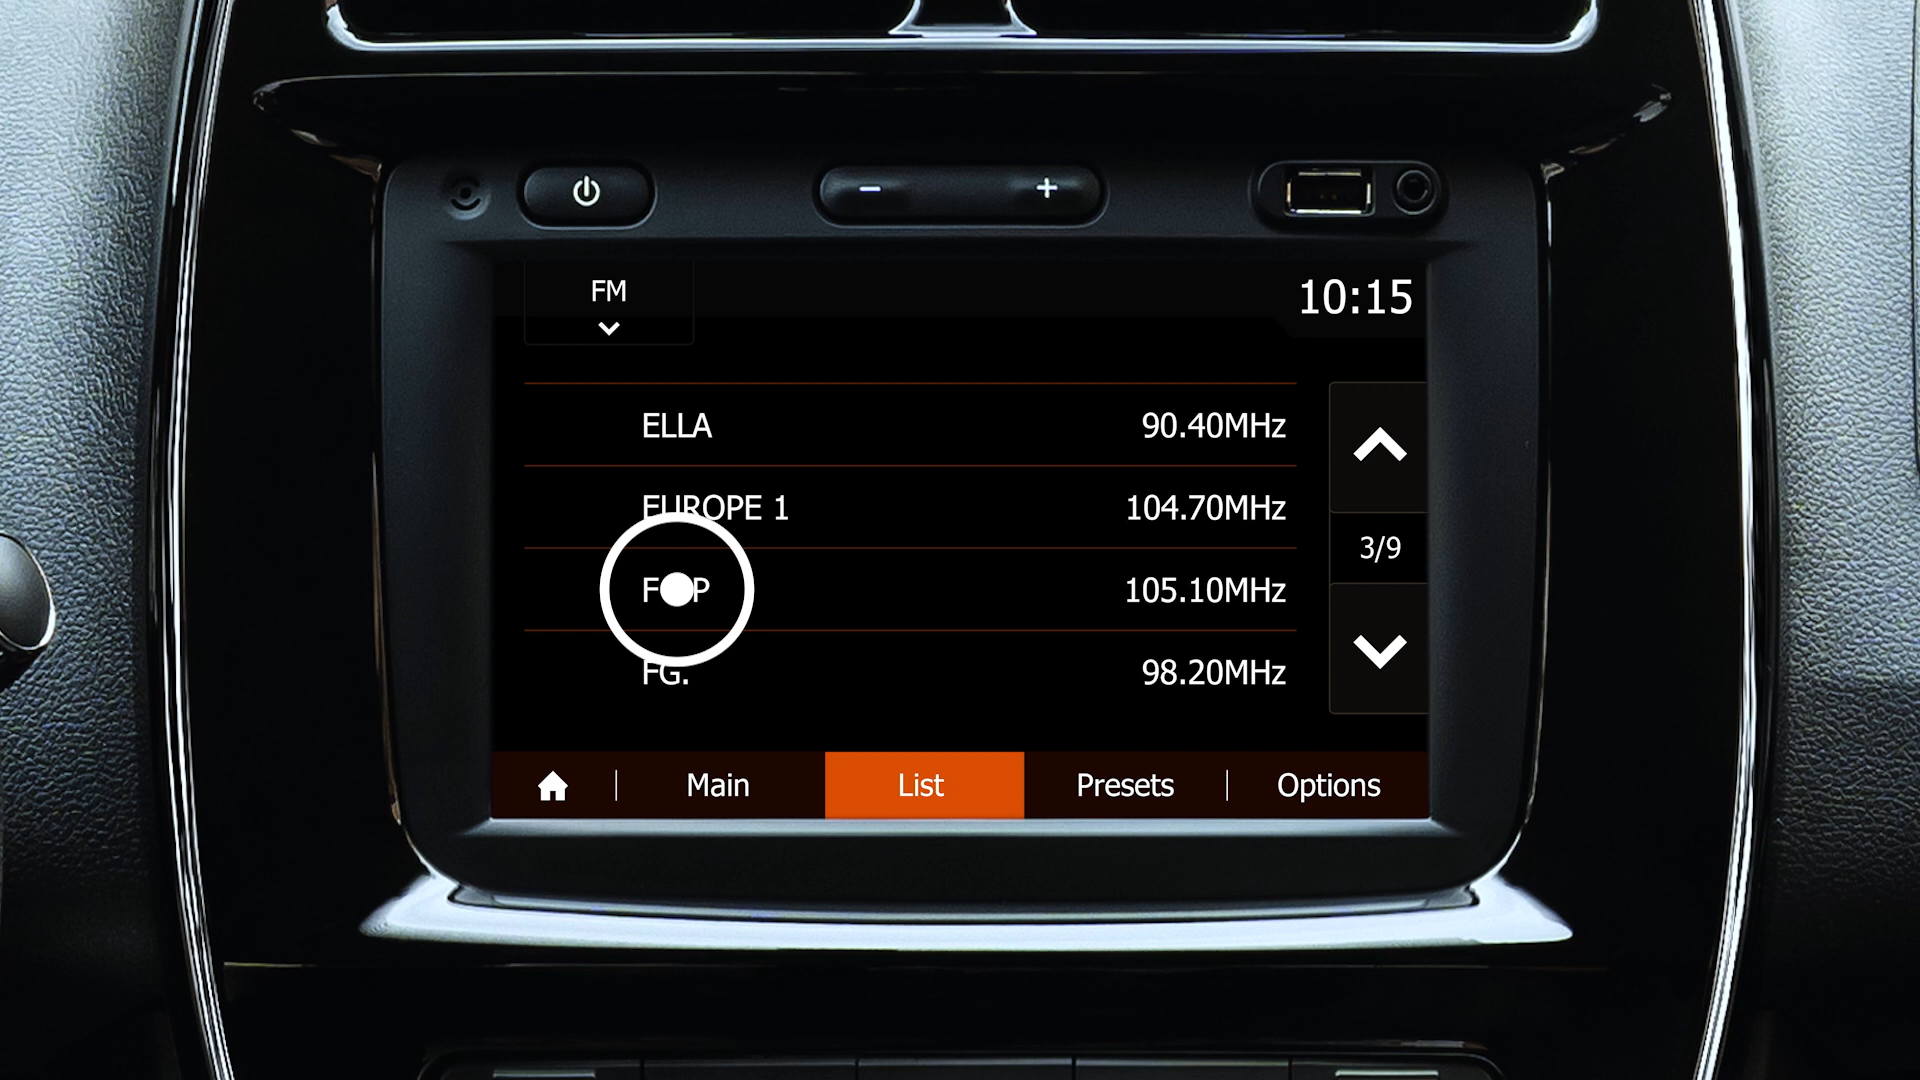 FM
10:15
ELLA 90.40MHz
EUROPE 1 104.70MHz
105.10MHz
3/9
FG. 98.20MHz
Main List Presets Options